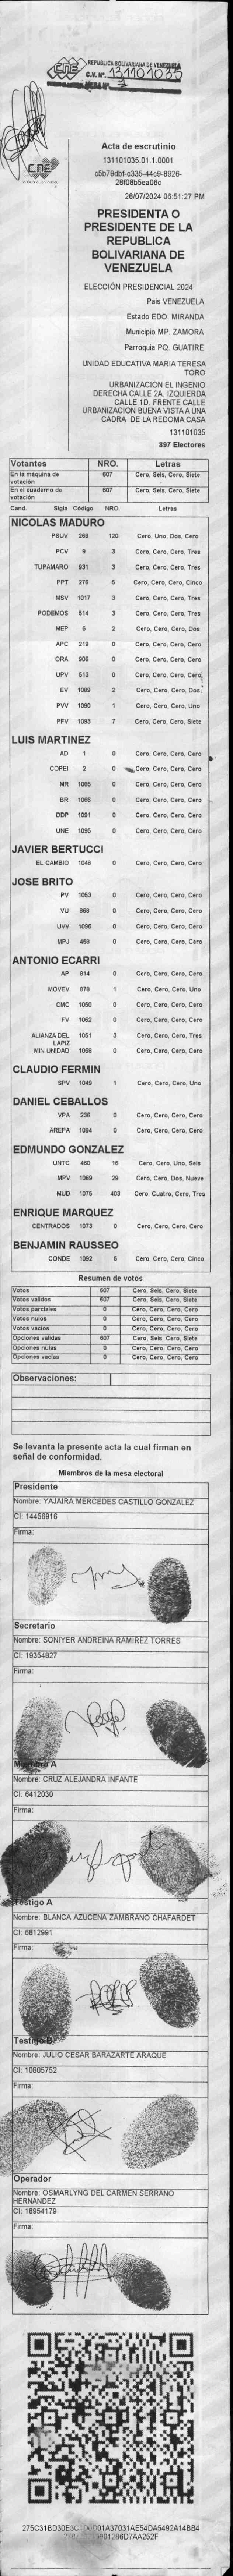 CNE REPUBLICA BOLIVARIANA DE VENEZUELA
C.V. N°. 131101035
MESA N° 1
CNE
Acta de escrutinio
131101035.01.1.0001
c5b79dbf-c335-44c9-8926-
28f08b5ea06c
28/07/2024 06:51:27 PM
PRESIDENTA O
PRESIDENTE DE LA
REPUBLICA
BOLIVARIANA DE
VENEZUELA
ELECCIÓN PRESIDENCIAL 2024
Pais VENEZUELA
Estado EDO. MIRANDA
Municipio MP. ZAMORA
Parroquia PQ. GUATIRE
UNIDAD EDUCATIVA MARIA TERESA
TORO
URBANIZACION EL INGENIO
DERECHA CALLE 2A. IZQUIERDA
CALLE 1D. FRENTE CALLE
URBANIZACION BUENA VISTA A UNA
CADRA DE LA REDOMA CASA
131101035
897 Electores
Votantes NRO. Letras
En la máquina de votación 607 Cero, Seis, Cero, Siete
En el cuaderno de votación 607 Cero, Seis, Cero, Siete
Cand. Sigla Código NRO. Letras
NICOLAS MADURO
PSUV 269 120 Cero, Uno, Dos, Cero
PCV 9 3 Cero, Cero, Cero, Tres
TUPAMARO 931 3 Cero, Cero, Cero, Tres
PPT 276 5 Cero, Cero, Cero, Cinco
MSV 1017 3 Cero, Cero, Cero, Tres
PODEMOS 514 3 Cero, Cero, Cero, Tres
MEP 6 2 Cero, Cero, Cero, Dos
APC 219 0 Cero, Cero, Cero, Cero
ORA 905 0 Cero, Cero, Cero, Cero
UPV 513 0 Cero, Cero, Cero, Cero
EV 1089 2 Cero, Cero, Cero, Dos
PVV 1090 1 Cero, Cero, Cero, Uno
PFV 1093 7 Cero, Cero, Cero, Siete
LUIS MARTINEZ
AD 1 0 Cero, Cero, Cero, Cero
COPEI 2 0 Cero, Cero, Cero, Cero
MR 1065 0 Cero, Cero, Cero, Cero
BR 1066 0 Cero, Cero, Cero, Cero
DDP 1091 0 Cero, Cero, Cero, Cero
UNE 1095 0 Cero, Cero, Cero, Cero
JAVIER BERTUCCI
EL CAMBIO 1048 0 Cero, Cero, Cero, Cero
JOSE BRITO
PV 1053 0 Cero, Cero, Cero, Cero
VU 868 0 Cero, Cero, Cero, Cero
UVV 1096 0 Cero, Cero, Cero, Cero
MPJ 458 0 Cero, Cero, Cero, Cero
ANTONIO ECARRI
AP 814 0 Cero, Cero, Cero, Cero
MOVEV 878 1 Cero, Cero, Cero, Uno
CMC 1050 0 Cero, Cero, Cero, Cero
FV 1062 0 Cero, Cero, Cero, Cero
ALIANZA DEL LAPIZ 1051 3 Cero, Cero, Cero, Tres
MIN UNIDAD 1068 0 Cero, Cero, Cero, Cero
CLAUDIO FERMIN
SPV 1049 1 Cero, Cero, Cero, Uno
DANIEL CEBALLOS
VPA 236 0 Cero, Cero, Cero, Cero
AREPA 1094 0 Cero, Cero, Cero, Cero
EDMUNDO GONZALEZ
UNTC 460 16 Cero, Cero, Uno, Seis
MPV 1069 29 Cero, Cero, Dos, Nueve
MUD 1075 403 Cero, Cuatro, Cero, Tres
ENRIQUE MARQUEZ
CENTRADOS 1073 0 Cero, Cero, Cero, Cero
BENJAMIN RAUSSEO
CONDE 1092 5 Cero, Cero, Cero, Cinco
Resumen de votos
Votos 607 Cero, Seis, Cero, Siete
Votos validos 607 Cero, Seis, Cero, Siete
Votos parciales 0 Cero, Cero, Cero, Cero
Votos nulos 0 Cero, Cero, Cero, Cero
Votos vacios 0 Cero, Cero, Cero, Cero
Opciones validas 607 Cero, Seis, Cero, Siete
Opciones nulas 0 Cero, Cero, Cero, Cero
Opciones vacias 0 Cero, Cero, Cero, Cero
Observaciones:
Se levanta la presente acta la cual firman en
señal de conformidad.
Miembros de la mesa electoral
Presidente
Nombre: YAJAIRA MERCEDES CASTILLO GONZALEZ
CI: 14456916
Firma:
Secretario
Nombre: SONIYER ANDREINA RAMIREZ TORRES
CI: 19354827
Firma:
Miembro A
Nombre: CRUZ ALEJANDRA INFANTE
CI: 6412030
Firma:
Testigo A
Nombre: BLANCA AZUCENA ZAMBRANO CHAFARDET
CI: 6812991
Firma:
Testigo B
Nombre: JULIO CESAR BARAZARTE ARAQUE
CI: 10805752
Firma:
Operador
Nombre: OSMARLYNG DEL CARMEN SERRANO
HERNANDEZ
CI: 18954179
Firma: